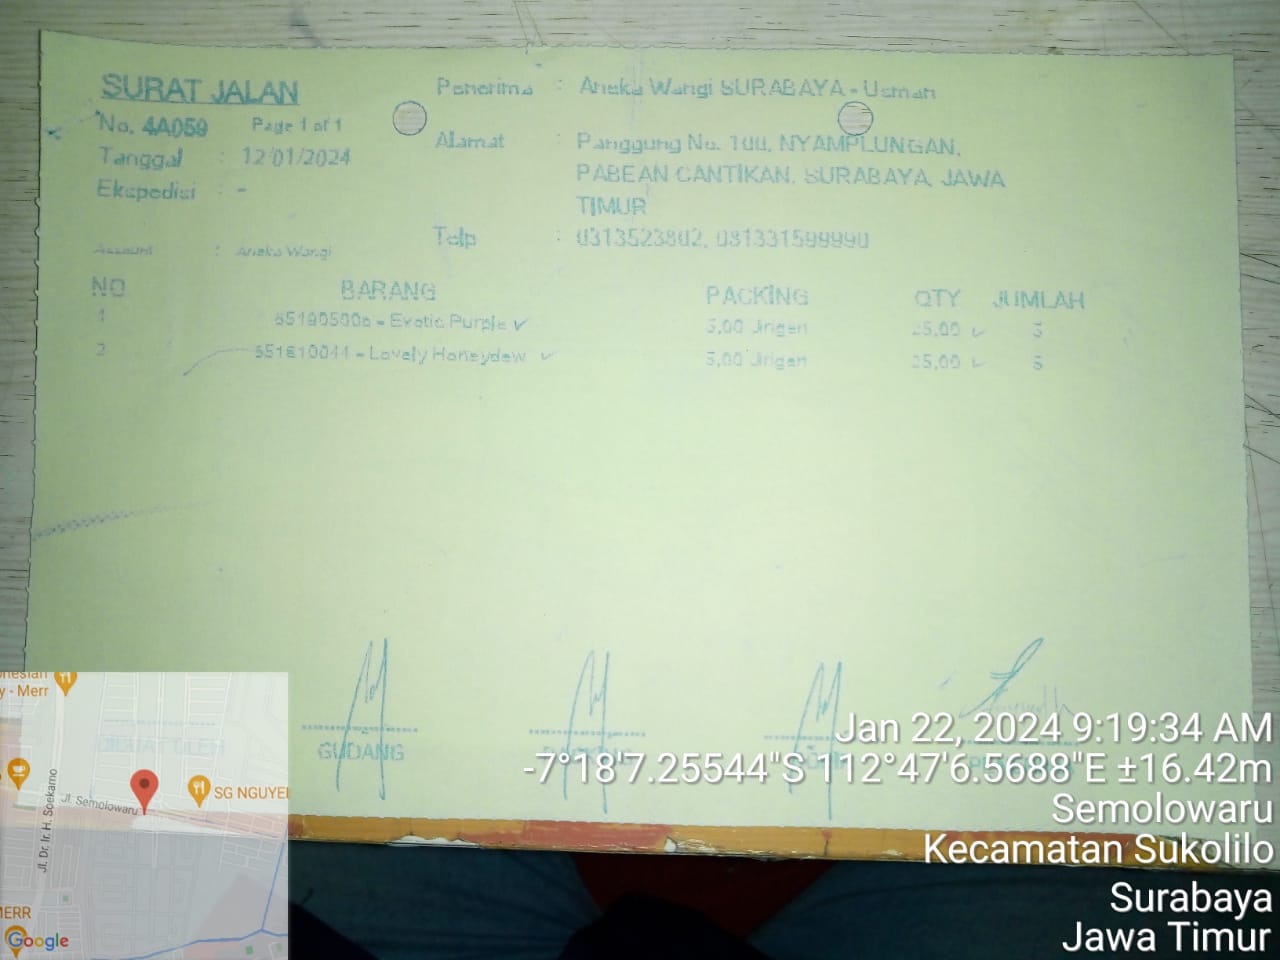 SURAT JALAN
No. 4A059 Page 1 of 1
Tanggal : 12/01/2024
Ekspedisi : -
Account : Aneka Wangi
Penerima : Aneka Wangi SURABAYA - Usman
Alamat : Panggung No. 100, NYAMPLUNGAN,
PABEAN CANTIKAN, SURABAYA, JAWA
TIMUR
Telp : 0313523802, 081331599990
NO BARANG PACKING QTY JUMLAH
1 - Exotic Purple ✓ 5,00 Jirigen 25,00 ✓ 5
2 - Lovely Honeydew ✓ 5,00 Jirigen 25,00 ✓ 5
DIBUAT OLEH GUDANG
Jan 22, 2024 9:19:34 AM
-7°18'7.25544"S 112°47'6.5688"E ±16.42m
Semolowaru
Kecamatan Sukolilo
Surabaya
Jawa Timur
y - Merr
SG NGUYEN
Jl. Semolowaru
Jl. Dr. Ir. H. Soekarno
MERR
Google